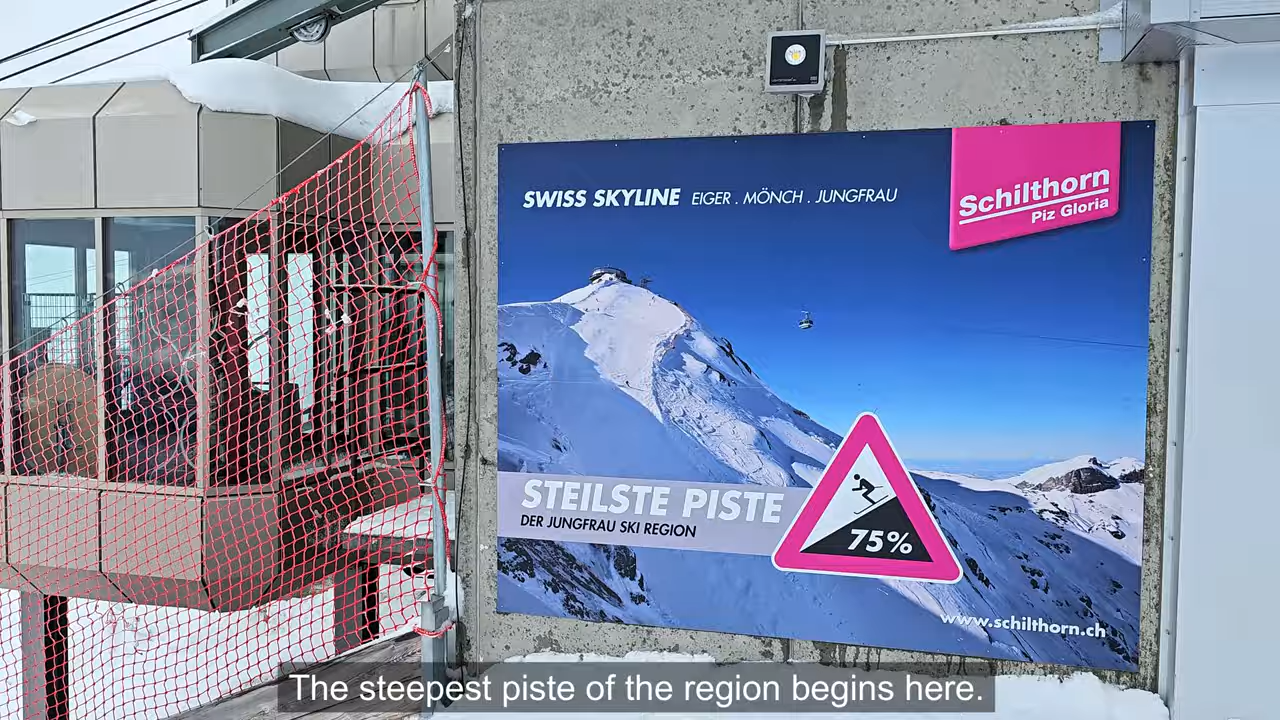 SWISS SKYLINE EIGER . MÖNCH . JUNGFRAU
Schilthorn
Piz Gloria
STEILSTE PISTE
DER JUNGFRAU SKI REGION
75%
www.schilthorn.ch
The steepest piste of the region begins here.